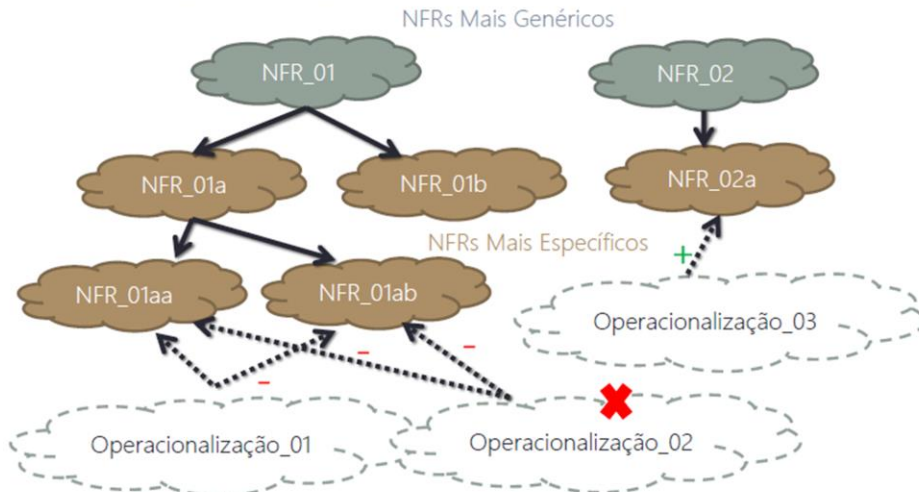 NFRs Mais Genéricos
NFR_01
NFR_02
NFR_01a
NFR_01b
NFR_02a
NFRs Mais Específicos
NFR_01aa
NFR_01ab
+
Operacionalização_03
-
-
-
Operacionalização_01
Operacionalização_02